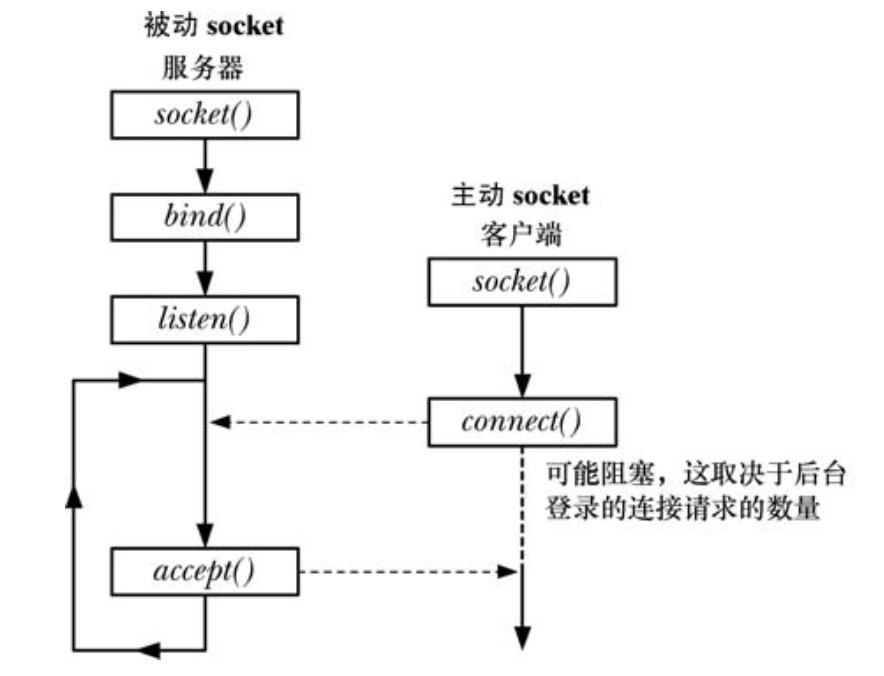 被动 socket
服务器
socket()
bind()
listen()
accept()
主动 socket
客户端
socket()
connect()
可能阻塞，这取决于后台
登录的连接请求的数量